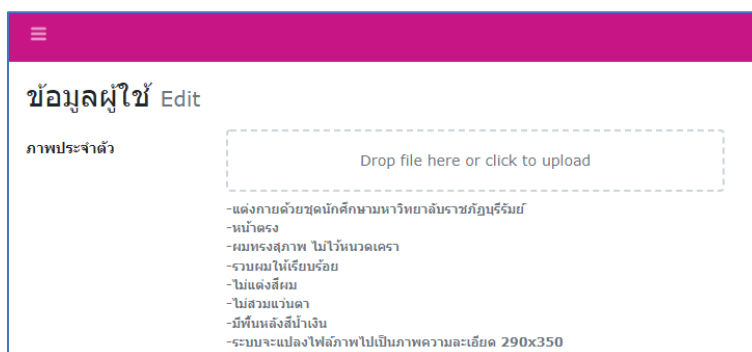 ข้อมูลผู้ใช้ Edit
ภาพประจำตัว
Drop file here or click to upload
-แต่งกายด้วยชุดนักศึกษามหาวิทยาลับราชภัฏบุรีรัมย์
-หน้าตรง
-ผมทรงสุภาพ ไม่ไว้หนวดเครา
-รวบผมให้เรียบร้อย
-ไม่แต่งสีผม
-ไม่สวมแว่นตา
-มีพื้นหลังสีน้ำเงิน
-ระบบจะแปลงไฟล์ภาพไปเป็นภาพความละเอียด 290x350